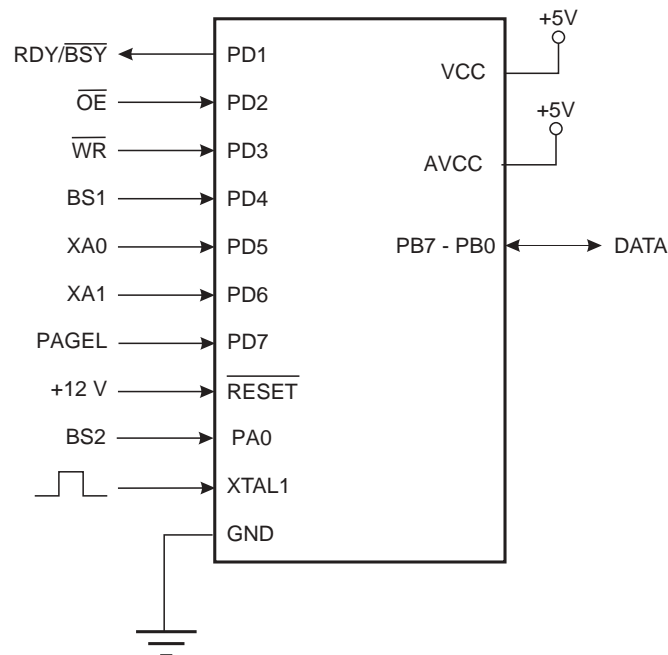 +5V
RDY/BSY PD1
VCC
OE PD2
+5V
WR PD3
AVCC
BS1 PD4
XA0 PD5 PB7 - PB0 DATA
XA1 PD6
PAGEL PD7
+12 V RESET
BS2 PA0
XTAL1
GND